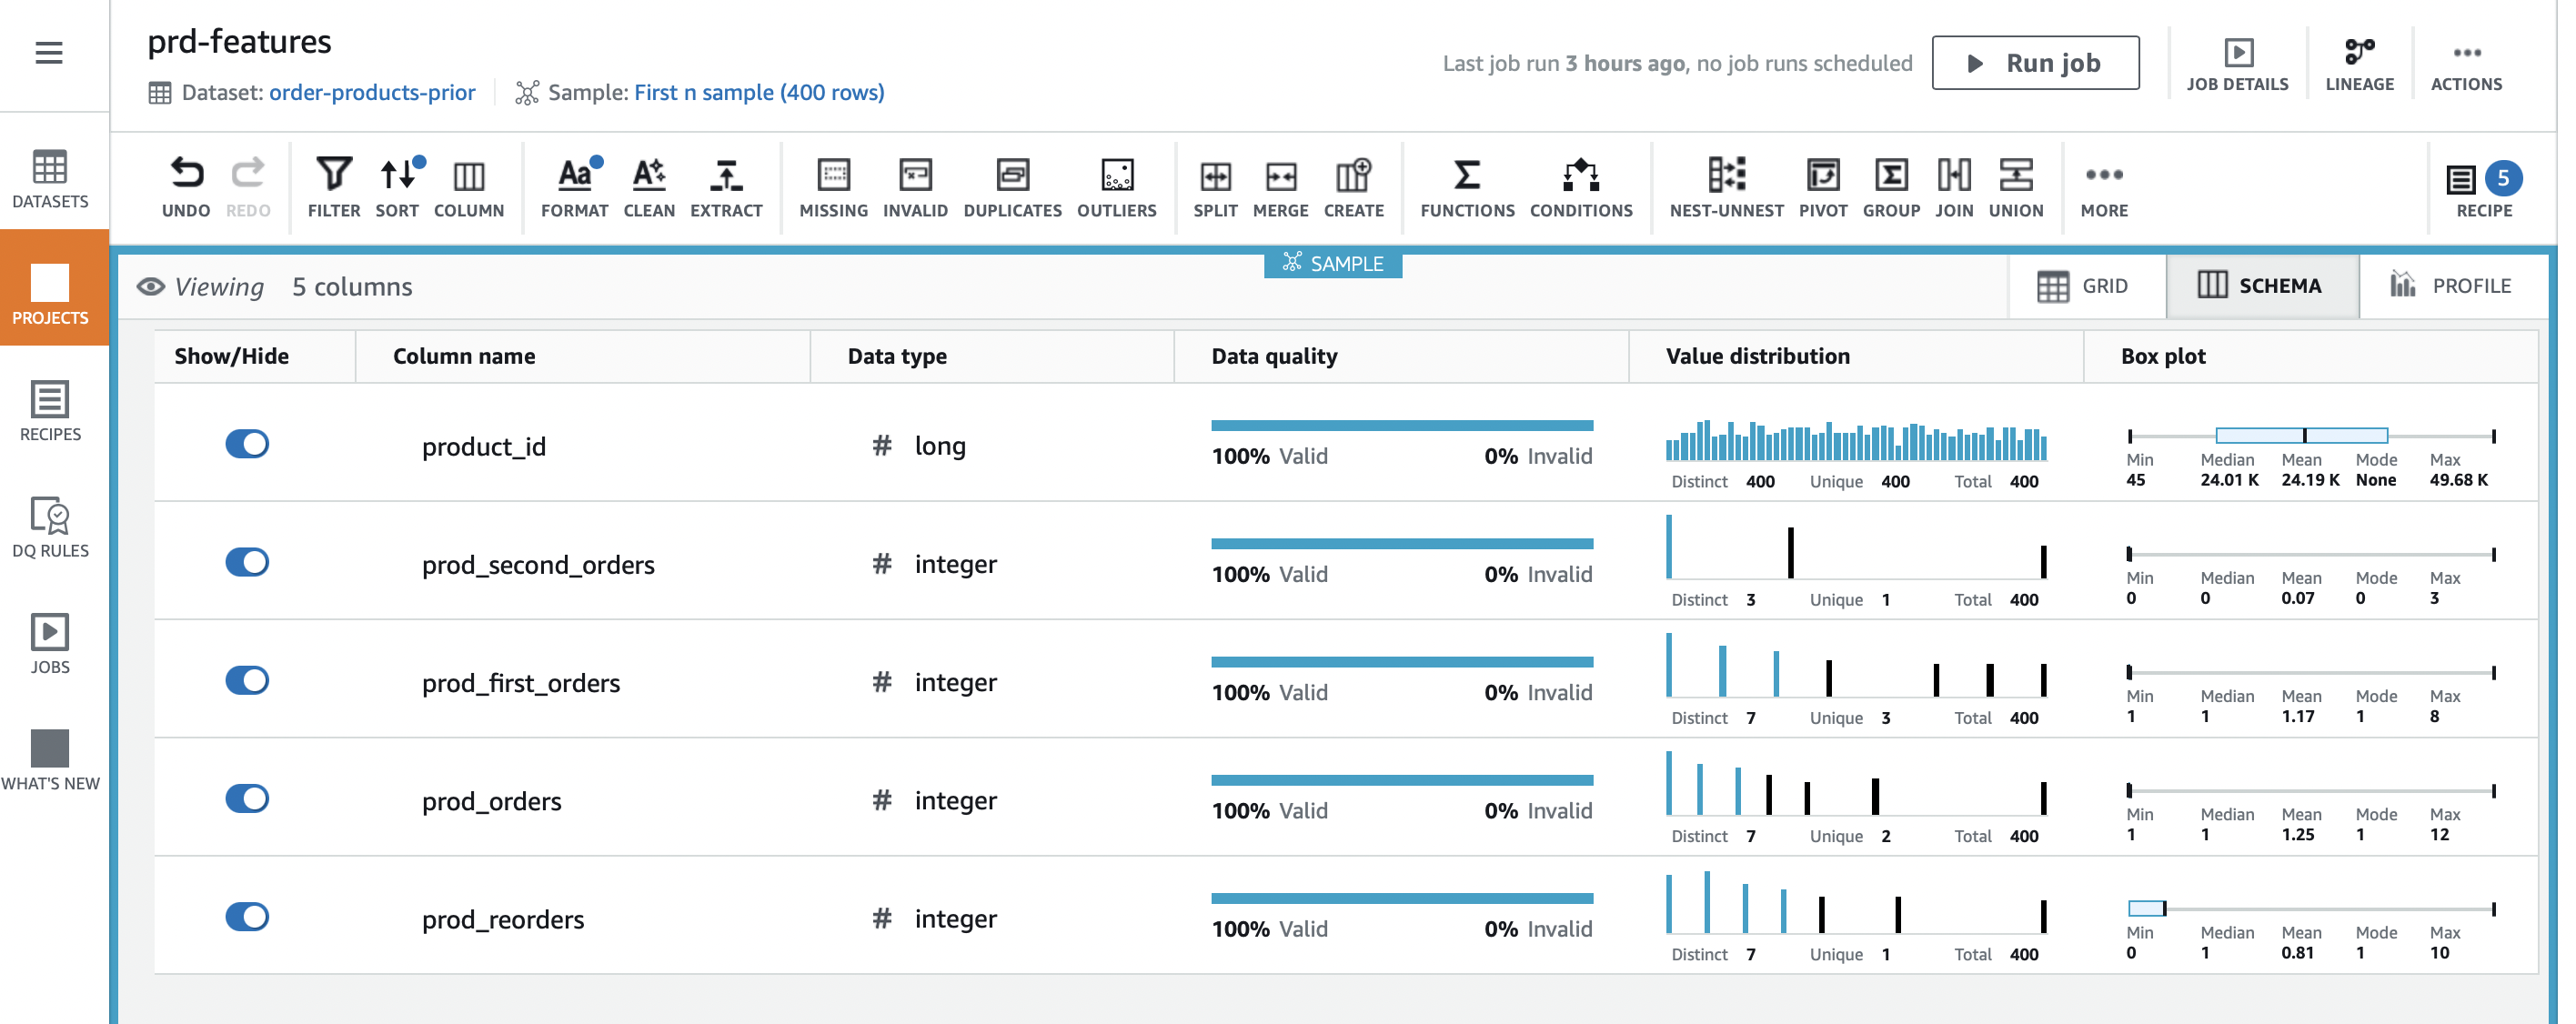 prd-features
Dataset: order-products-prior
Sample: First n sample (400 rows)
Last job run 3 hours ago, no job runs scheduled
Run job
JOB DETAILS
LINEAGE
ACTIONS
DATASETS
PROJECTS
RECIPES
DQ RULES
JOBS
WHAT'S NEW
UNDO REDO FILTER SORT COLUMN FORMAT CLEAN EXTRACT MISSING INVALID DUPLICATES OUTLIERS SPLIT MERGE CREATE FUNCTIONS CONDITIONS NEST-UNNEST PIVOT GROUP JOIN UNION MORE
5
RECIPE
SAMPLE
Viewing 5 columns
GRID SCHEMA PROFILE
Show/Hide Column name Data type Data quality Value distribution Box plot
product_id # long 100% Valid 0% Invalid
Distinct 400 Unique 400 Total 400
Min Median Mean Mode Max
45 24.01 K 24.19 K None 49.68 K
prod_second_orders # integer 100% Valid 0% Invalid
Distinct 3 Unique 1 Total 400
Min Median Mean Mode Max
0 0 0.07 0 3
prod_first_orders # integer 100% Valid 0% Invalid
Distinct 7 Unique 3 Total 400
Min Median Mean Mode Max
1 1 1.17 1 8
prod_orders # integer 100% Valid 0% Invalid
Distinct 7 Unique 2 Total 400
Min Median Mean Mode Max
1 1 1.25 1 12
prod_reorders # integer 100% Valid 0% Invalid
Distinct 7 Unique 1 Total 400
Min Median Mean Mode Max
0 1 0.81 1 10